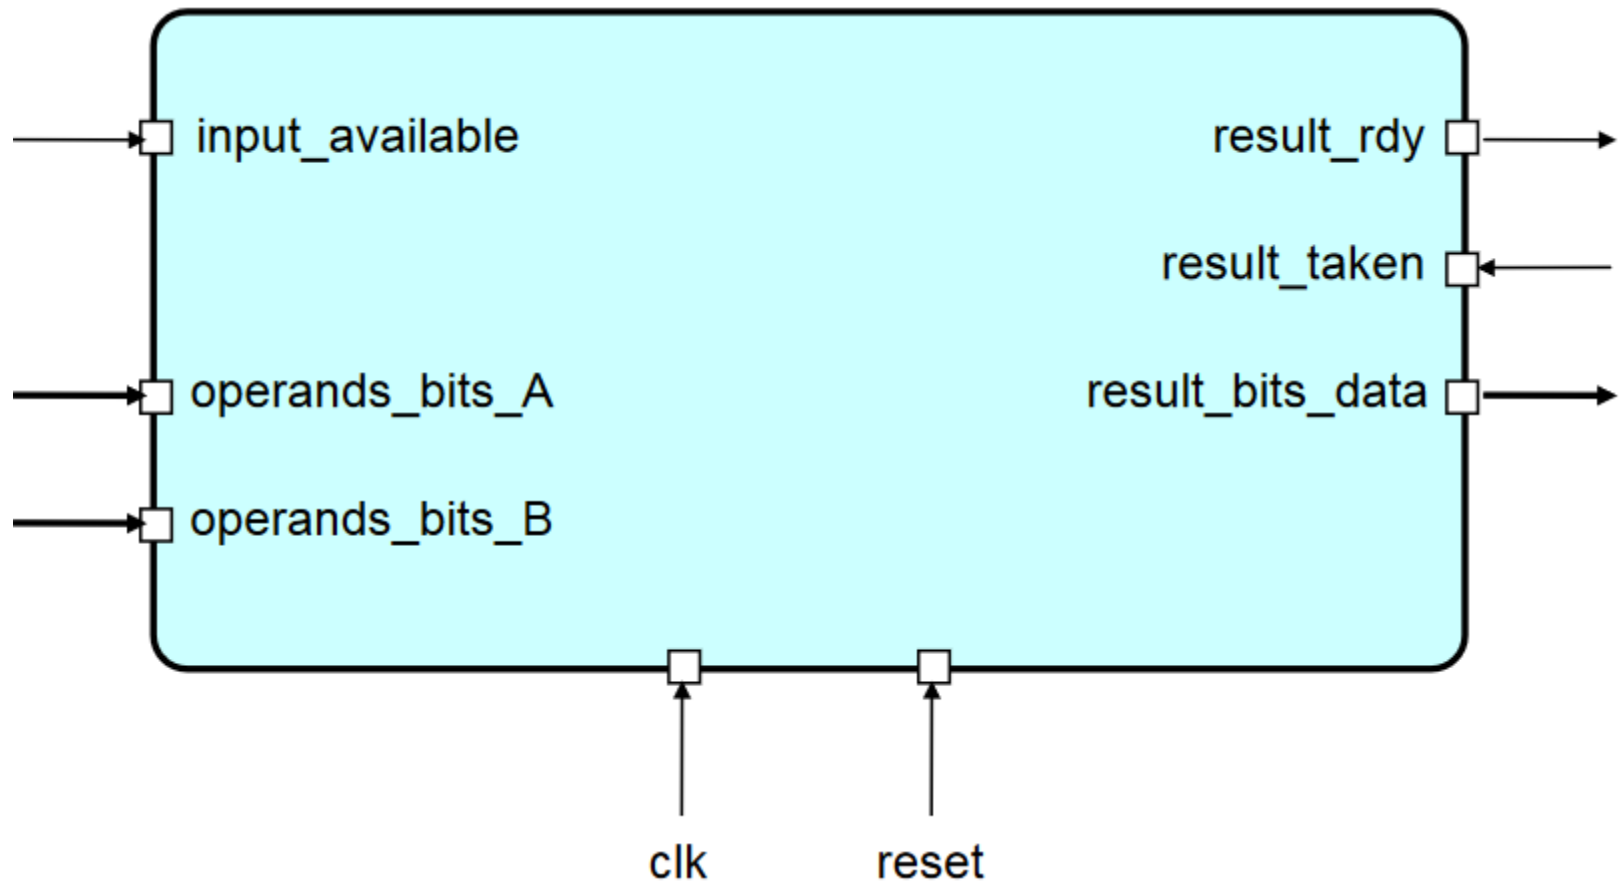 input_available
result_rdy
result_taken
operands_bits_A
result_bits_data
operands_bits_B
clk
reset